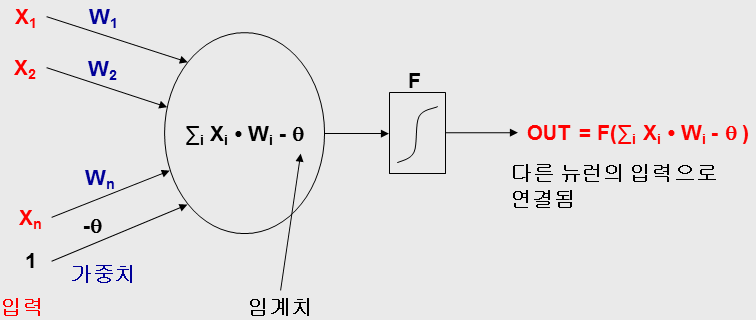 X1 W1
X2 W2
Wn
Xn
-θ
1
가중치
입력
∑i Xi • Wi - θ
임계치
F
OUT = F(∑i Xi • Wi - θ )
다른 뉴런의 입력으로
연결됨